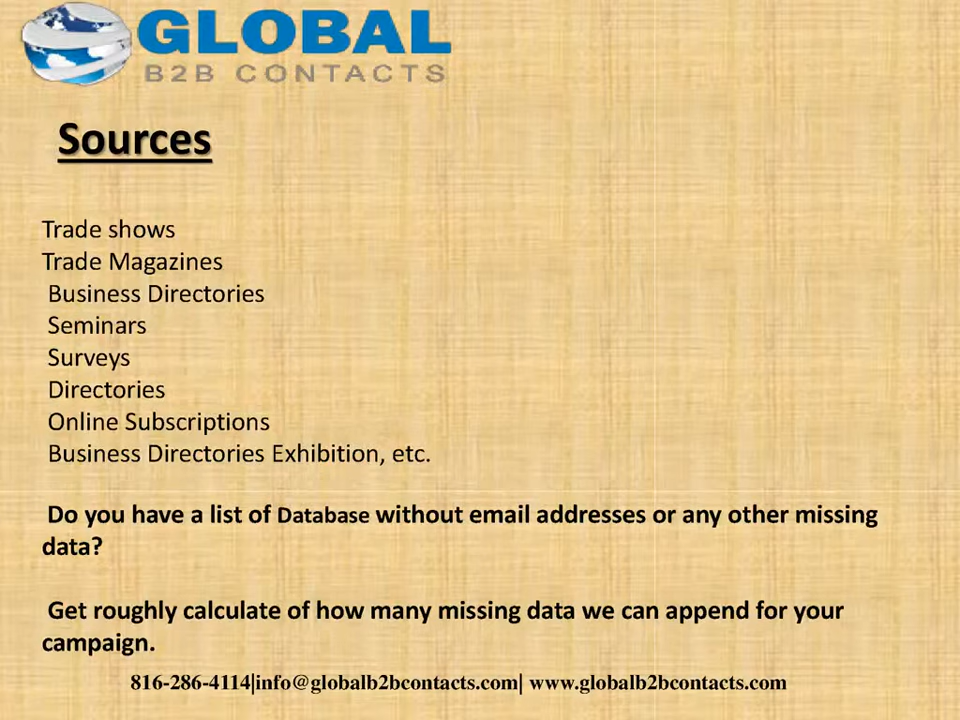 GLOBAL
B2B CONTACTS
Sources
Trade shows
Trade Magazines
Business Directories
Seminars
Surveys
Directories
Online Subscriptions
Business Directories Exhibition, etc.
Do you have a list of Database without email addresses or any other missing
data?
Get roughly calculate of how many missing data we can append for your
campaign.
816-286-4114|info@globalb2bcontacts.com| www.globalb2bcontacts.com